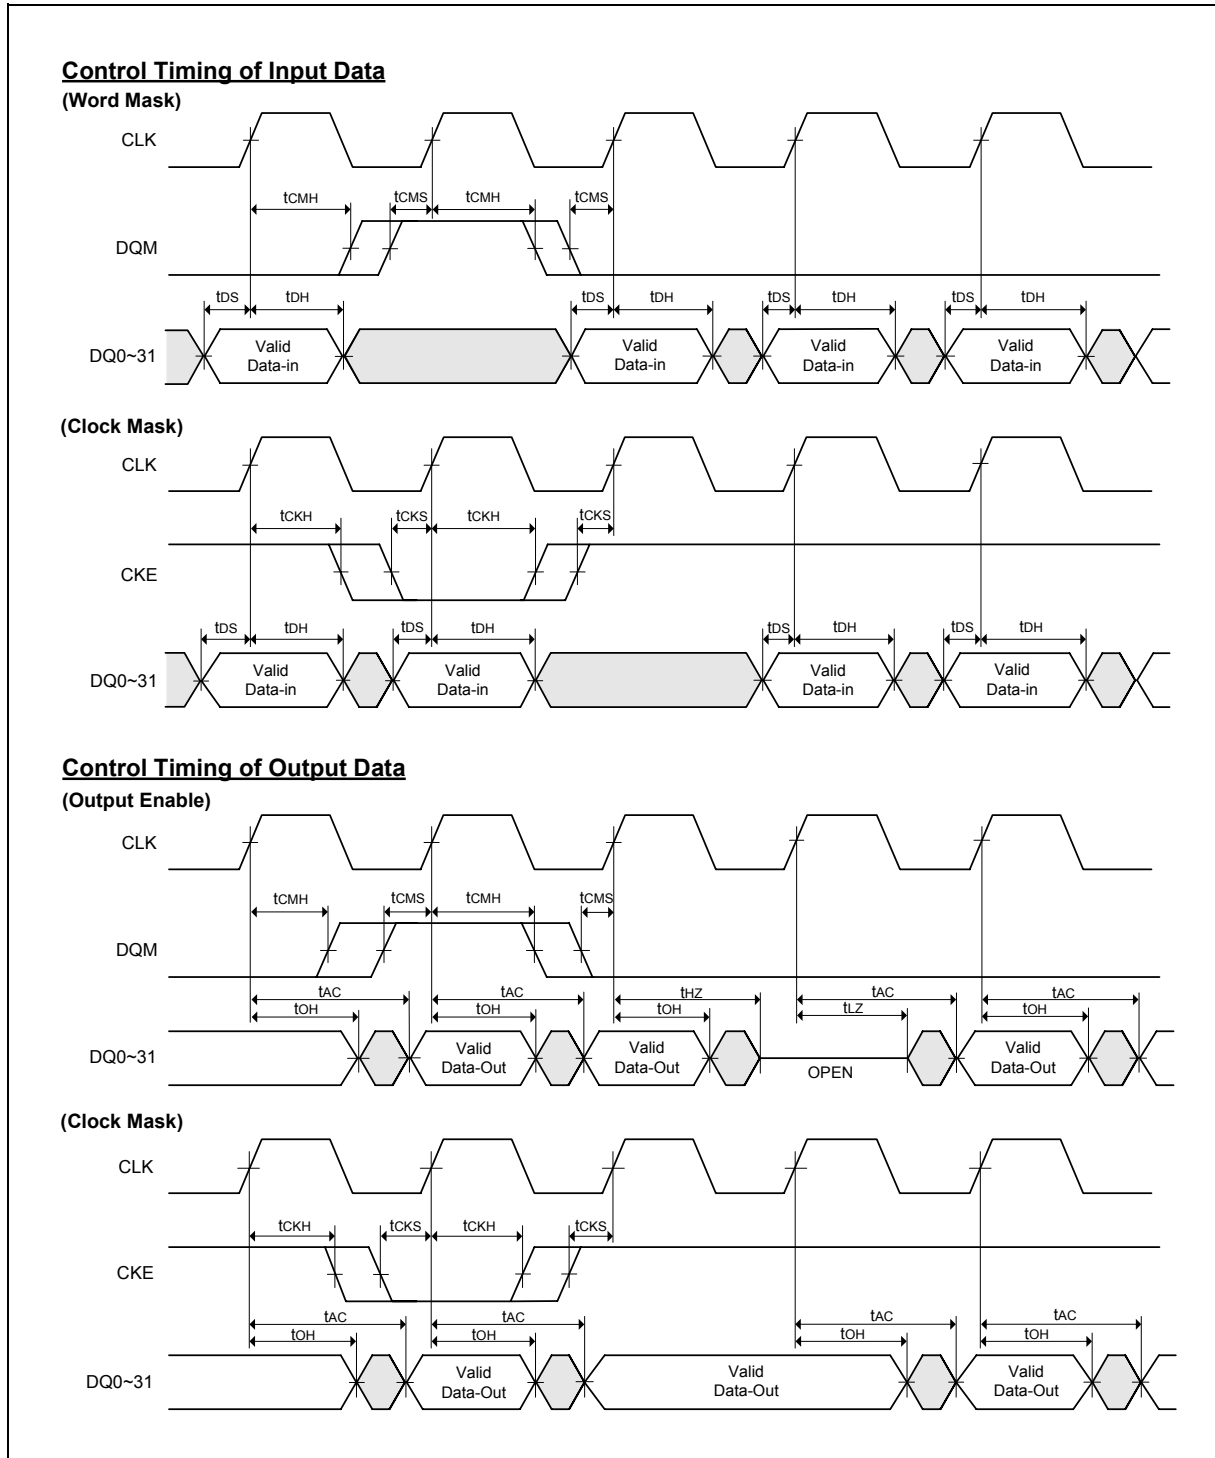 Control Timing of Input Data
(Word Mask)
CLK
tCMH tCMS tCMH tCMS
DQM
tDS tDH tDS tDH tDS tDH tDS tDH
DQ0~31
Valid Data-in
Valid Data-in
Valid Data-in
Valid Data-in
(Clock Mask)
CLK
tCKH tCKS tCKH tCKS
CKE
tDS tDH tDS tDH tDS tDH tDS tDH
DQ0~31
Valid Data-in
Valid Data-in
Valid Data-in
Valid Data-in
Control Timing of Output Data
(Output Enable)
CLK
tCMH tCMS tCMH tCMS
DQM
tAC tAC tHZ tAC tAC
tOH tOH tOH tLZ tOH
DQ0~31
Valid Data-Out
Valid Data-Out
OPEN
Valid Data-Out
(Clock Mask)
CLK
tCKH tCKS tCKH tCKS
CKE
tAC tAC tAC tAC
tOH tOH tOH tOH
DQ0~31
Valid Data-Out
Valid Data-Out
Valid Data-Out